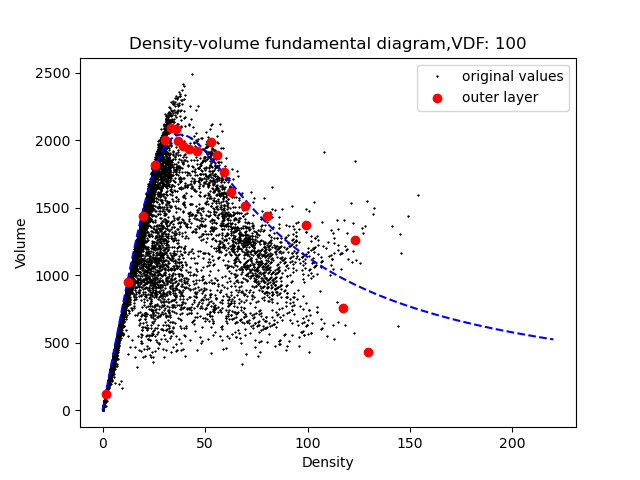 Density-volume fundamental diagram,VDF: 100
original values
outer layer
2500
2000
1500
1000
500
0
Volume
0 50 100 150 200
Density